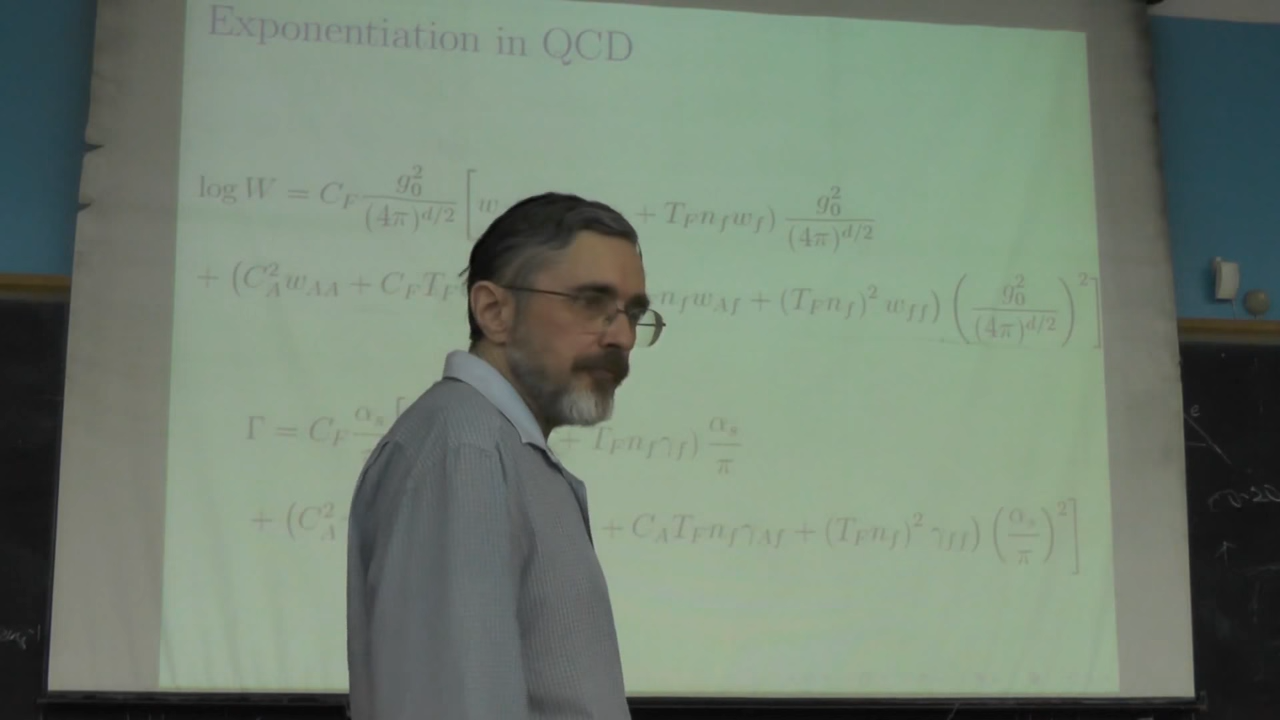 Exponentiation in QCD
log W = C_F g_0^2/(4π)^{d/2} [ w + T_F n_f w_f ) g_0^2/(4π)^{d/2}
+ ( C_A^2 w_{AA} + C_F T_F n_f w_{Af} + (T_F n_f)^2 w_{ff} ) ( g_0^2/(4π)^{d/2} )^2 ]
Γ = C_F α_s [ + T_F n_f γ_f ) α_s/π
+ ( C_A^2 + C_A T_F n_f γ_{Af} + (T_F n_f)^2 γ_{ff} ) ( α_s/π )^2 ]
e